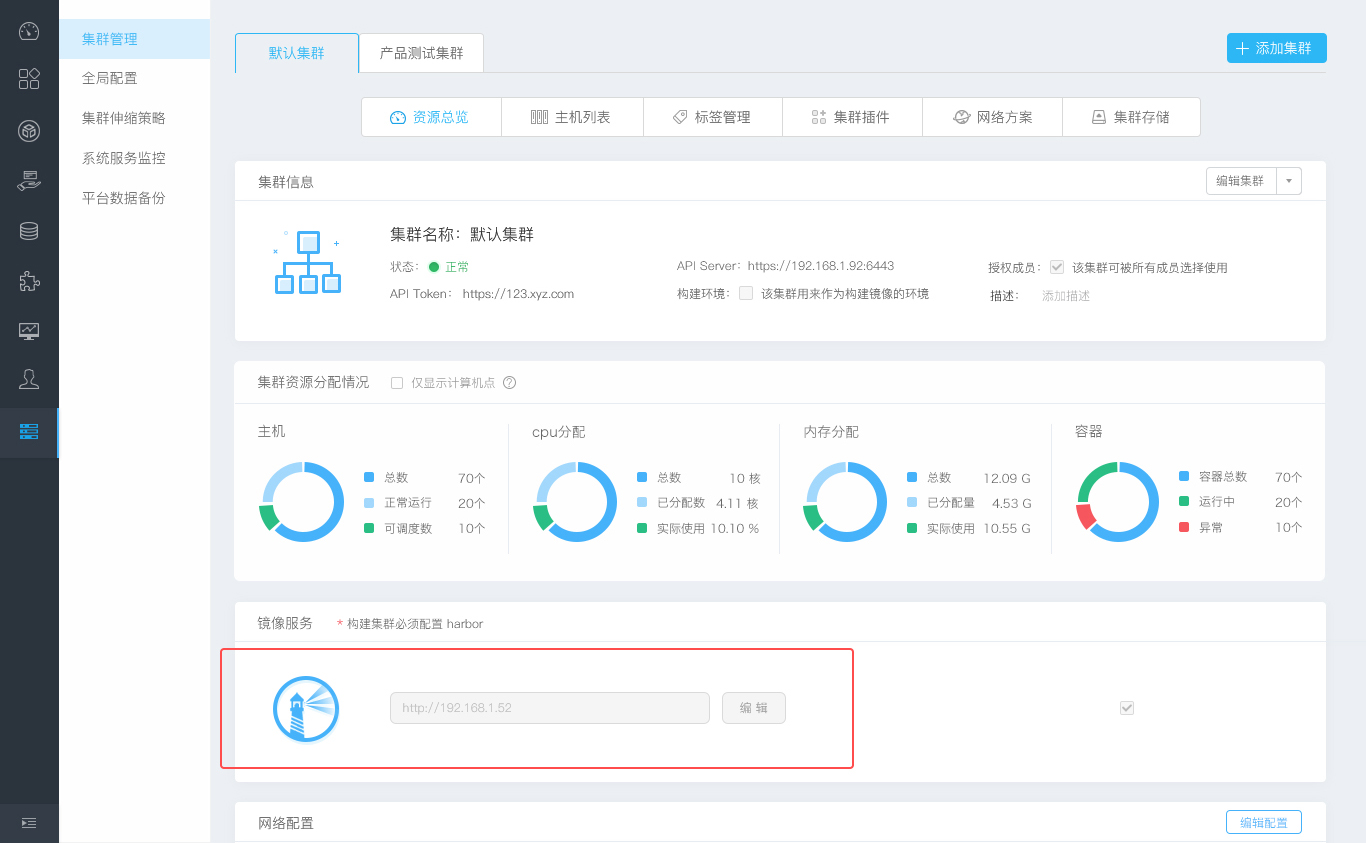 集群管理
全局配置
集群伸缩策略
系统服务监控
平台数据备份
默认集群 产品测试集群
添加集群
资源总览 主机列表 标签管理 集群插件 网络方案 集群存储
集群信息
编辑集群
集群名称：默认集群
状态： 正常
API Server：https://192.168.1.92:6443
授权成员： 该集群可被所有成员选择使用
API Token： https://123.xyz.com
构建环境： 该集群用来作为构建镜像的环境
描述： 添加描述
集群资源分配情况 仅显示计算机点 ?
主机
总数 70个
正常运行 20个
可调度数 10个
cpu分配
总数 10 核
已分配数 4.11 核
实际使用 10.10 %
内存分配
总数 12.09 G
已分配量 4.53 G
实际使用 10.55 G
容器
容器总数 70个
运行中 20个
异常 10个
镜像服务 * 构建集群必须配置 harbor
http://192.168.1.52 编 辑
网络配置
编辑配置